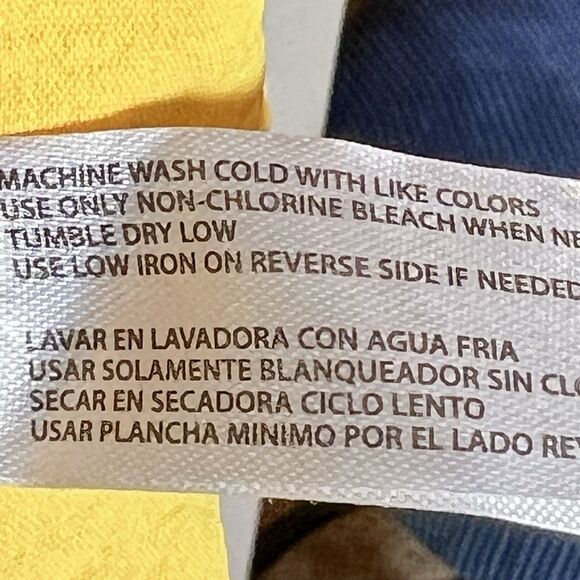 MACHINE WASH COLD WITH LIKE COLORS
USE ONLY NON-CHLORINE BLEACH WHEN NE
TUMBLE DRY LOW
USE LOW IRON ON REVERSE SIDE IF NEEDED
LAVAR EN LAVADORA CON AGUA FRIA
USAR SOLAMENTE BLANQUEADOR SIN CLO
SECAR EN SECADORA CICLO LENTO
USAR PLANCHA MINIMO POR EL LADO REV